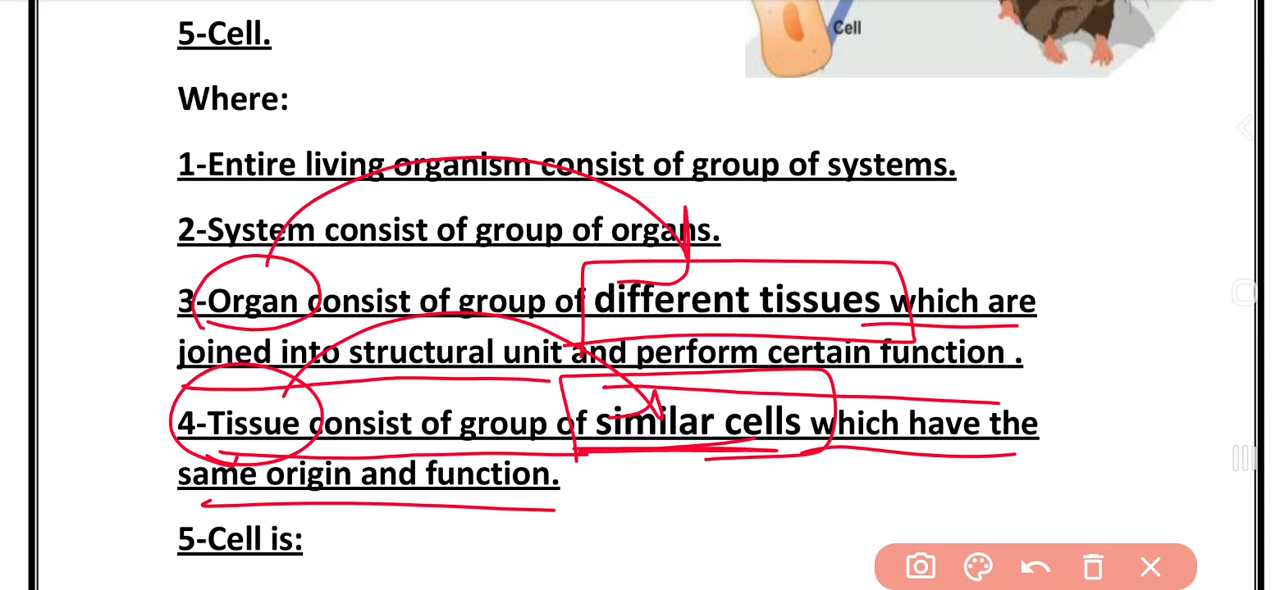 5-Cell.
Cell
Where:
1-Entire living organism consist of group of systems.
2-System consist of group of organs.
3-Organ consist of group of different tissues which are
joined into structural unit and perform certain function .
4-Tissue consist of group of similar cells which have the
same origin and function.
5-Cell is: